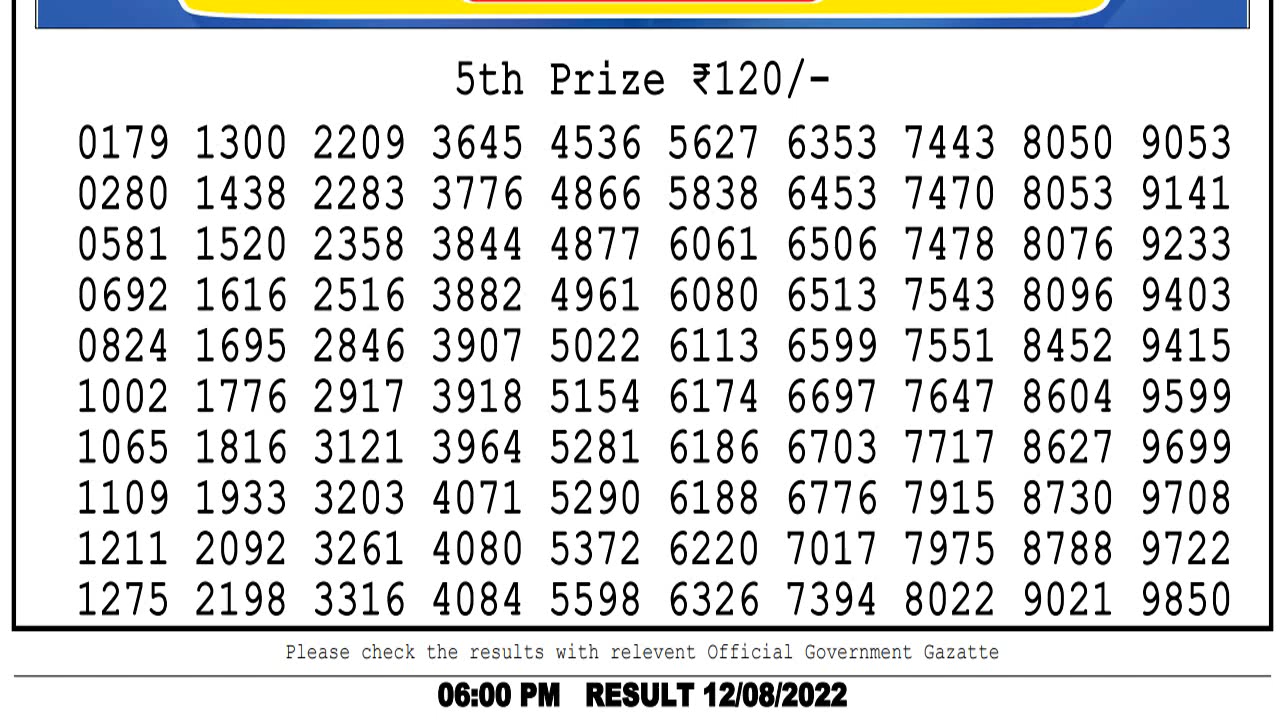 5th Prize ₹120/-
0179 1300 2209 3645 4536 5627 6353 7443 8050 9053
0280 1438 2283 3776 4866 5838 6453 7470 8053 9141
0581 1520 2358 3844 4877 6061 6506 7478 8076 9233
0692 1616 2516 3882 4961 6080 6513 7543 8096 9403
0824 1695 2846 3907 5022 6113 6599 7551 8452 9415
1002 1776 2917 3918 5154 6174 6697 7647 8604 9599
1065 1816 3121 3964 5281 6186 6703 7717 8627 9699
1109 1933 3203 4071 5290 6188 6776 7915 8730 9708
1211 2092 3261 4080 5372 6220 7017 7975 8788 9722
1275 2198 3316 4084 5598 6326 7394 8022 9021 9850
Please check the results with relevent Official Government Gazatte
06:00 PM RESULT 12/08/2022